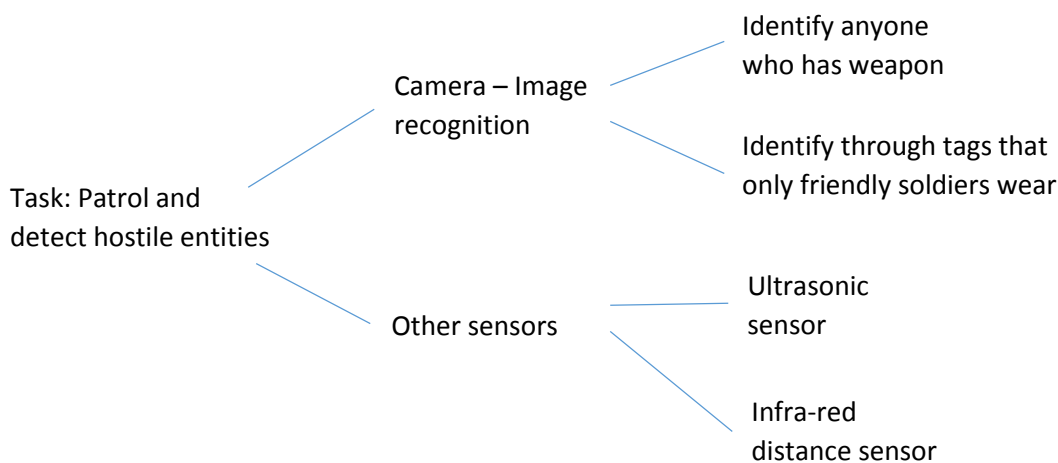 Task: Patrol and
detect hostile entities
Camera – Image
recognition
Identify anyone
who has weapon
Identify through tags that
only friendly soldiers wear
Other sensors
Ultrasonic
sensor
Infra-red
distance sensor